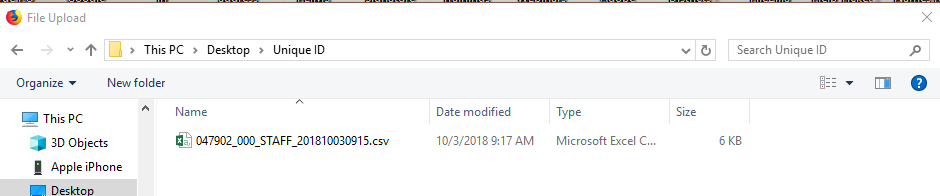 File Upload
This PC > Desktop > Unique ID
Search Unique ID
Organize
New folder
Name
Date modified
Type
Size
This PC
3D Objects
Apple iPhone
Desktop
047902_000_STAFF_201810030915.csv
10/3/2018 9:17 AM
Microsoft Excel C...
6 KB